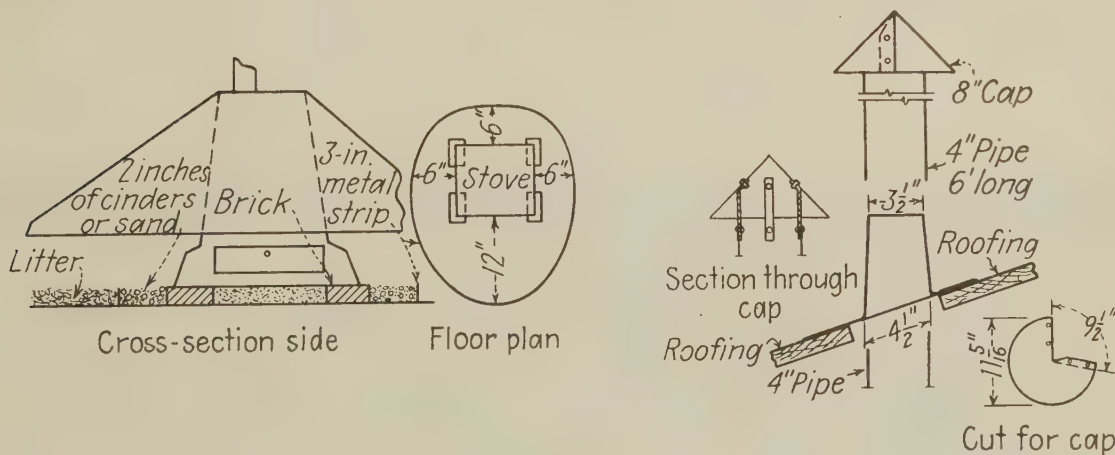 2 inches
of cinders
or sand
Brick
3-in.
metal
strip
Litter
Cross-section side
6"
6"
Stove
6"
12"
Floor plan
8" Cap
4" Pipe
6' long
3 1/2"
Section through
cap
Roofing
Roofing
4 1/2"
4" Pipe
9 1/2"
11 5/16"
Cut for cap